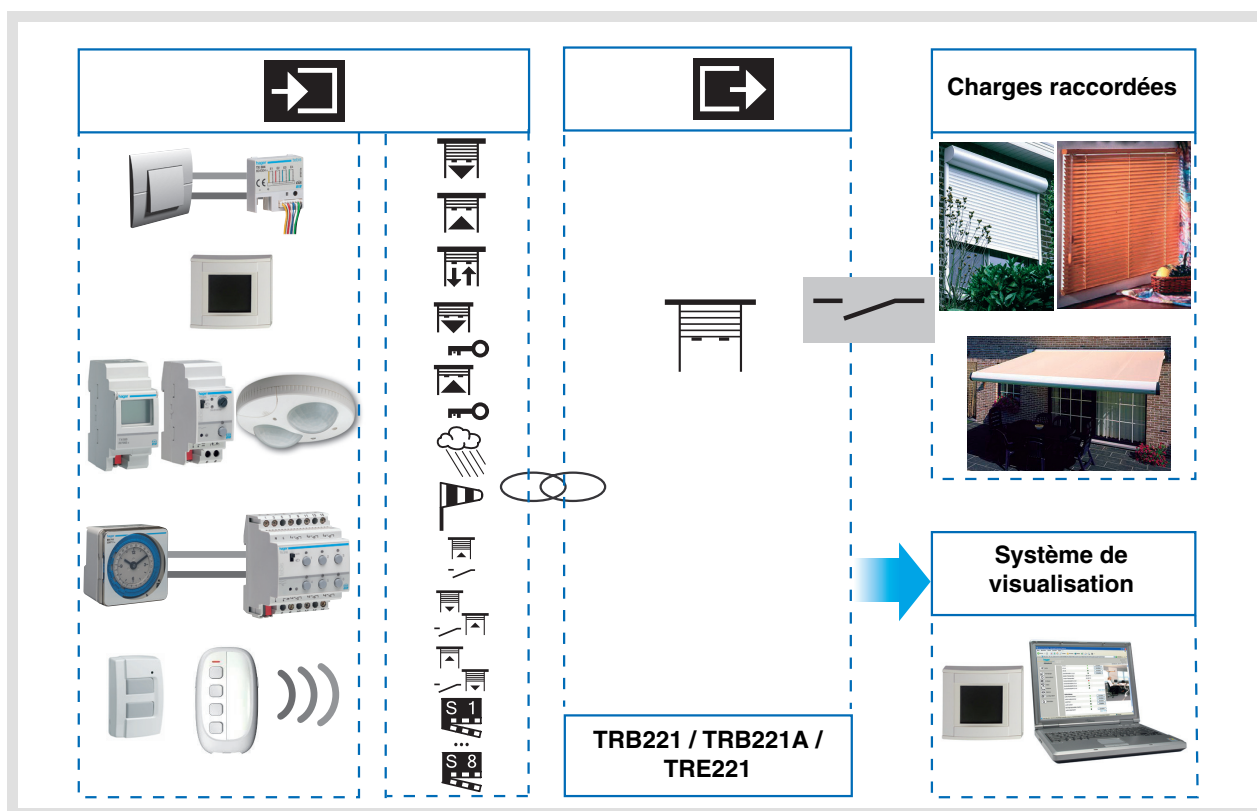 Charges raccordées
S 1
...
S 8
TRB221 / TRB221A /
TRE221
Système de
visualisation